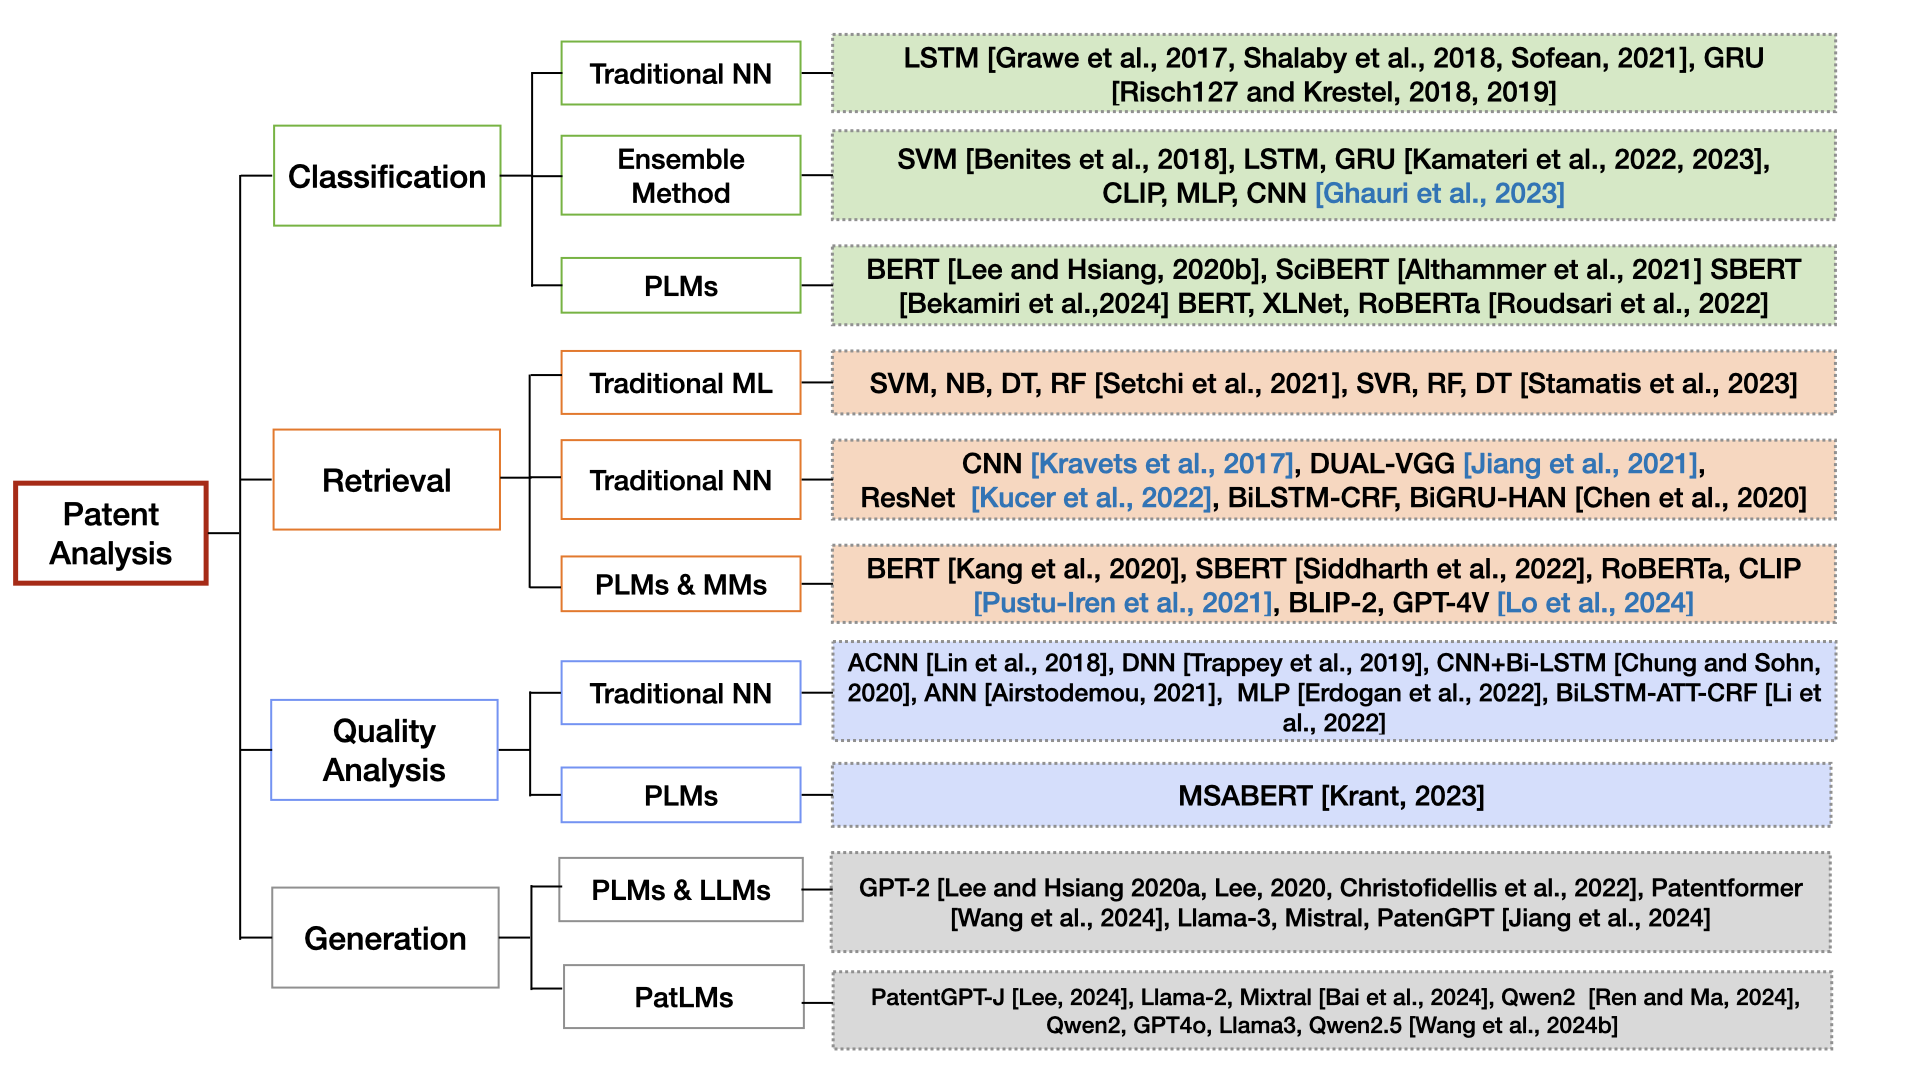 Patent
Analysis
Classification
Traditional NN
LSTM [Grawe et al., 2017, Shalaby et al., 2018, Sofean, 2021], GRU
[Risch127 and Krestel, 2018, 2019]
Ensemble
Method
SVM [Benites et al., 2018], LSTM, GRU [Kamateri et al., 2022, 2023],
CLIP, MLP, CNN [Ghauri et al., 2023]
PLMs
BERT [Lee and Hsiang, 2020b], SciBERT [Althammer et al., 2021] SBERT
[Bekamiri et al.,2024] BERT, XLNet, RoBERTa [Roudsari et al., 2022]
Retrieval
Traditional ML
SVM, NB, DT, RF [Setchi et al., 2021], SVR, RF, DT [Stamatis et al., 2023]
Traditional NN
CNN [Kravets et al., 2017], DUAL-VGG [Jiang et al., 2021],
ResNet [Kucer et al., 2022], BiLSTM-CRF, BiGRU-HAN [Chen et al., 2020]
PLMs & MMs
BERT [Kang et al., 2020], SBERT [Siddharth et al., 2022], RoBERTa, CLIP
[Pustu-Iren et al., 2021], BLIP-2, GPT-4V [Lo et al., 2024]
Quality
Analysis
Traditional NN
ACNN [Lin et al., 2018], DNN [Trappey et al., 2019], CNN+Bi-LSTM [Chung and Sohn,
2020], ANN [Airstodemou, 2021], MLP [Erdogan et al., 2022], BiLSTM-ATT-CRF [Li et
al., 2022]
PLMs
MSABERT [Krant, 2023]
Generation
PLMs & LLMs
GPT-2 [Lee and Hsiang 2020a, Lee, 2020, Christofidellis et al., 2022], Patentformer
[Wang et al., 2024], Llama-3, Mistral, PatenGPT [Jiang et al., 2024]
PatLMs
PatentGPT-J [Lee, 2024], Llama-2, Mixtral [Bai et al., 2024], Qwen2 [Ren and Ma, 2024],
Qwen2, GPT4o, Llama3, Qwen2.5 [Wang et al., 2024b]